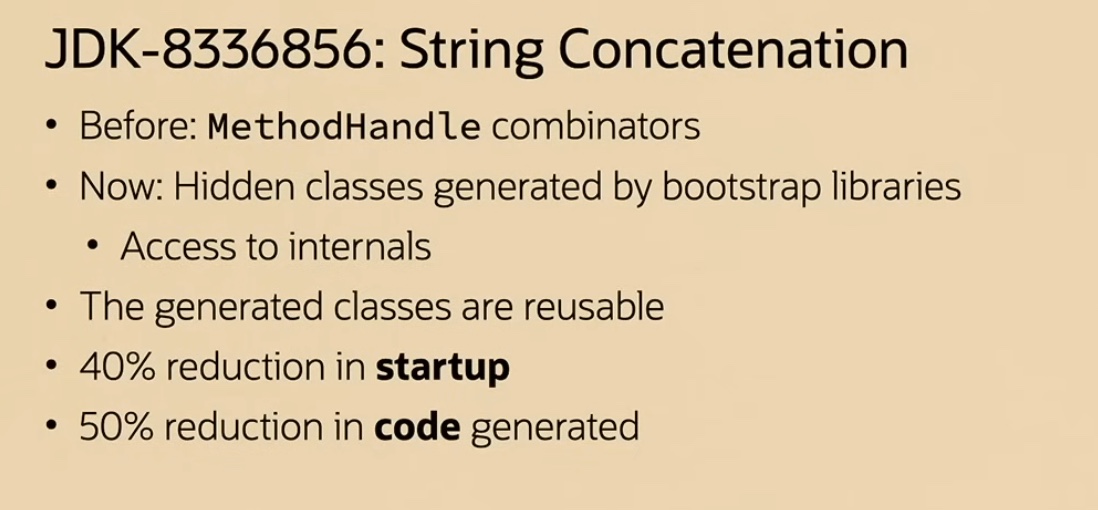 JDK-8336856: String Concatenation
• Before: MethodHandle combinators
• Now: Hidden classes generated by bootstrap libraries
• Access to internals
• The generated classes are reusable
• 40% reduction in startup
• 50% reduction in code generated